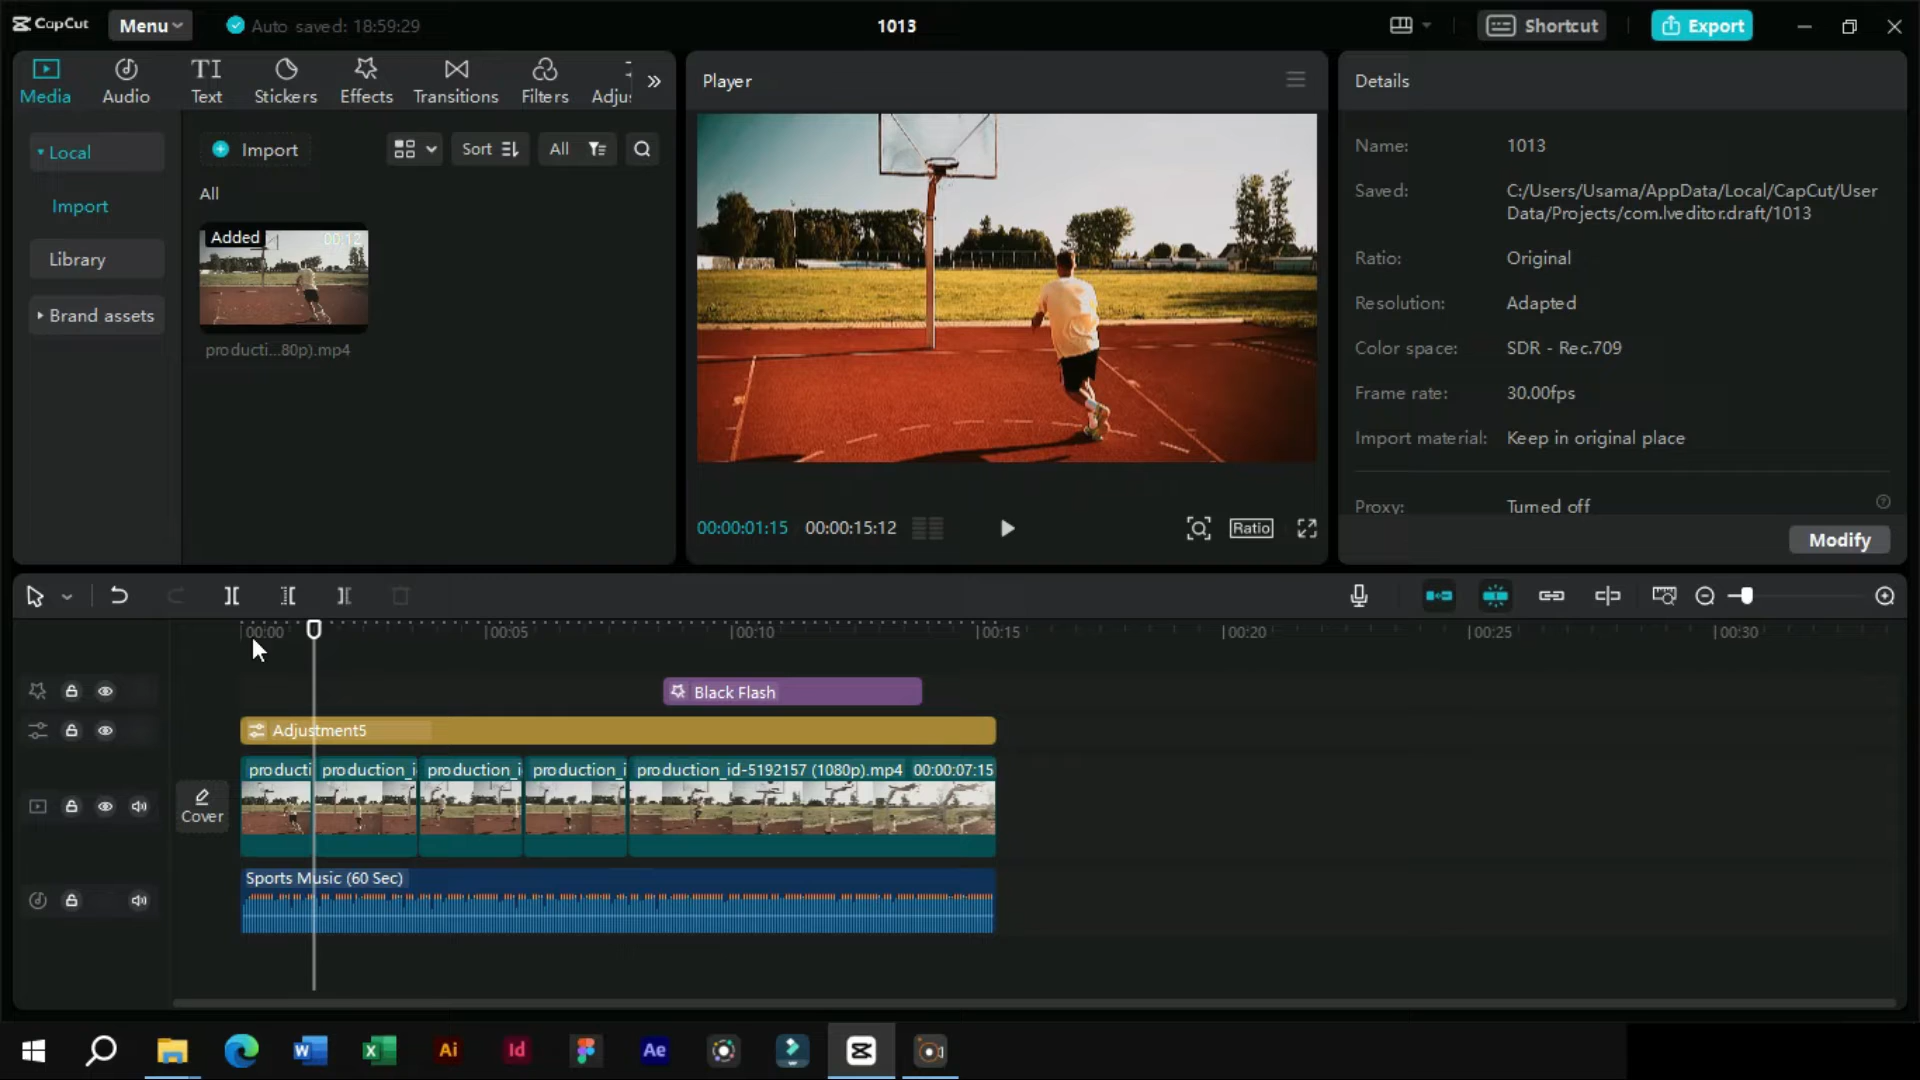 CapCut
Menu
Auto saved: 18:59:29
1013
Shortcut
Export
Media
Audio
TI
Text
Stickers
Effects
Transitions
Filters
Adju
Local
Import
Library
Brand assets
Import
Sort
All
All
Added
00:12
producti...80p).mp4
Player
00:00:01:15
00:00:15:12
Ratio
Details
Name: 1013
Saved: C:/Users/Usama/AppData/Local/CapCut/User
Data/Projects/com.lveditor.draft/1013
Ratio: Original
Resolution: Adapted
Color space: SDR - Rec.709
Frame rate: 30.00fps
Import material: Keep in original place
Proxy: Turned off
Modify
00:00
00:05
00:10
00:15
00:20
00:25
00:30
Black Flash
Adjustment5
Cover
producti
production_i
production_i
production_i
production_id-5192157 (1080p).mp4 00:00:07:15
Sports Music (60 Sec)
W
X
Ai
Id
Ae